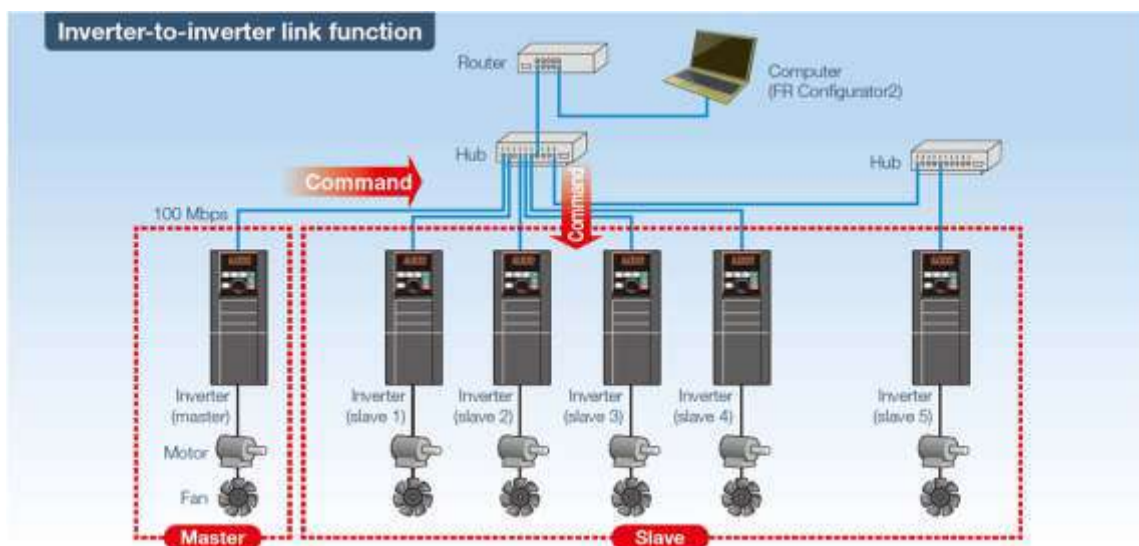 Inverter-to-inverter link function
Router
Computer
(FR Configurator2)
Hub
Hub
Command
Command
100 Mbps
Inverter
(master)
Inverter
(slave 1)
Inverter
(slave 2)
Inverter
(slave 3)
Inverter
(slave 4)
Inverter
(slave 5)
Motor
Fan
Master
Slave